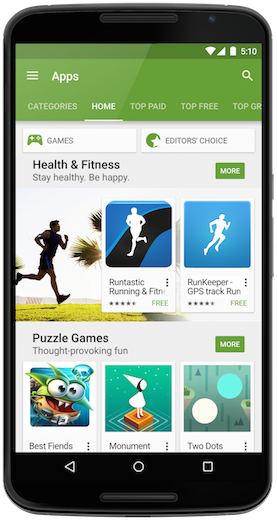 5:10
Apps
CATEGORIES HOME TOP PAID TOP FREE TOP GR
GAMES
EDITORS' CHOICE
Health & Fitness
Stay healthy. Be happy.
MORE
Runtastic
Running & Fitne
FREE
RunKeeper -
GPS track Run
FREE
Puzzle Games
Thought-provoking fun
MORE
Best Fiends
Monument
Two Dots